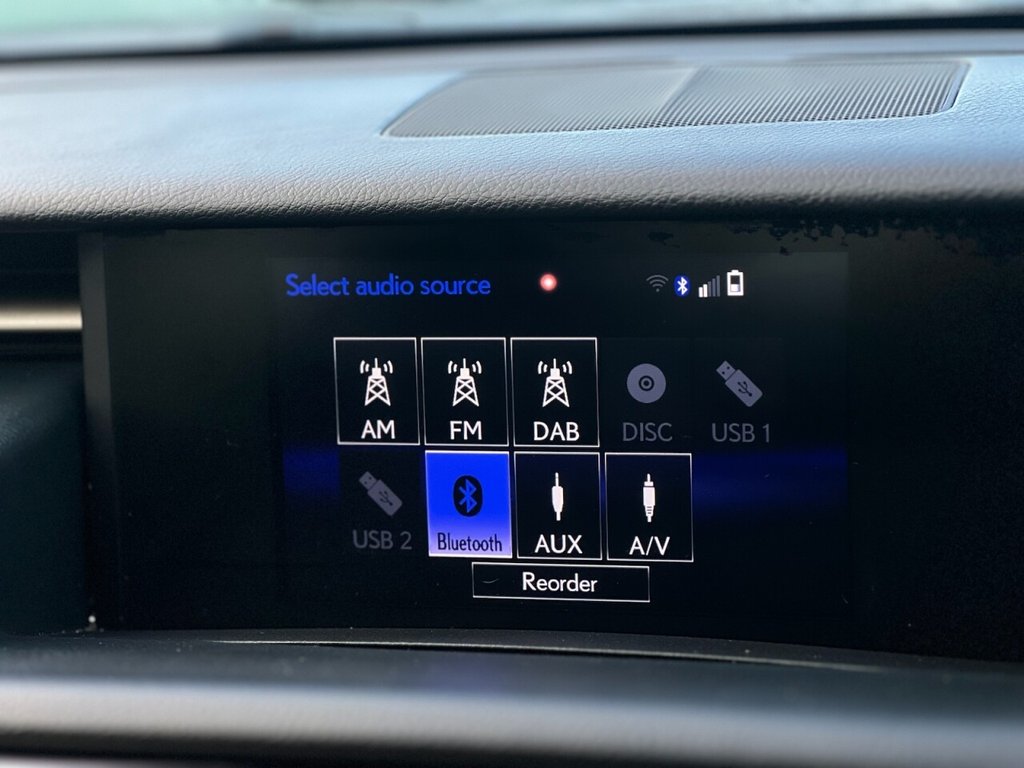 Select audio source
AM FM DAB DISC USB 1
USB 2 Bluetooth AUX A/V
Reorder